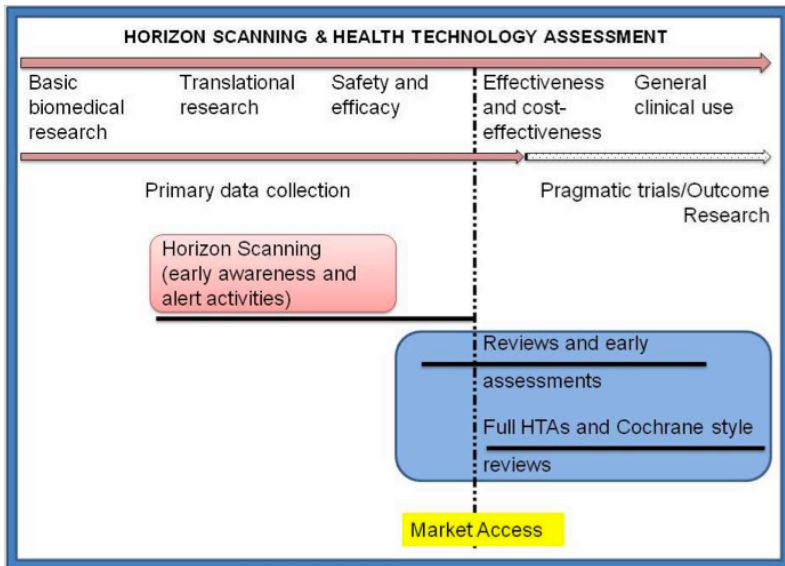 HORIZON SCANNING & HEALTH TECHNOLOGY ASSESSMENT
Basic
biomedical
research
Translational
research
Safety and
efficacy
Effectiveness
and cost-
effectiveness
General
clinical use
Primary data collection
Pragmatic trials/Outcome
Research
Horizon Scanning
(early awareness and
alert activities)
Reviews and early
assessments
Full HTAs and Cochrane style
reviews
Market Access